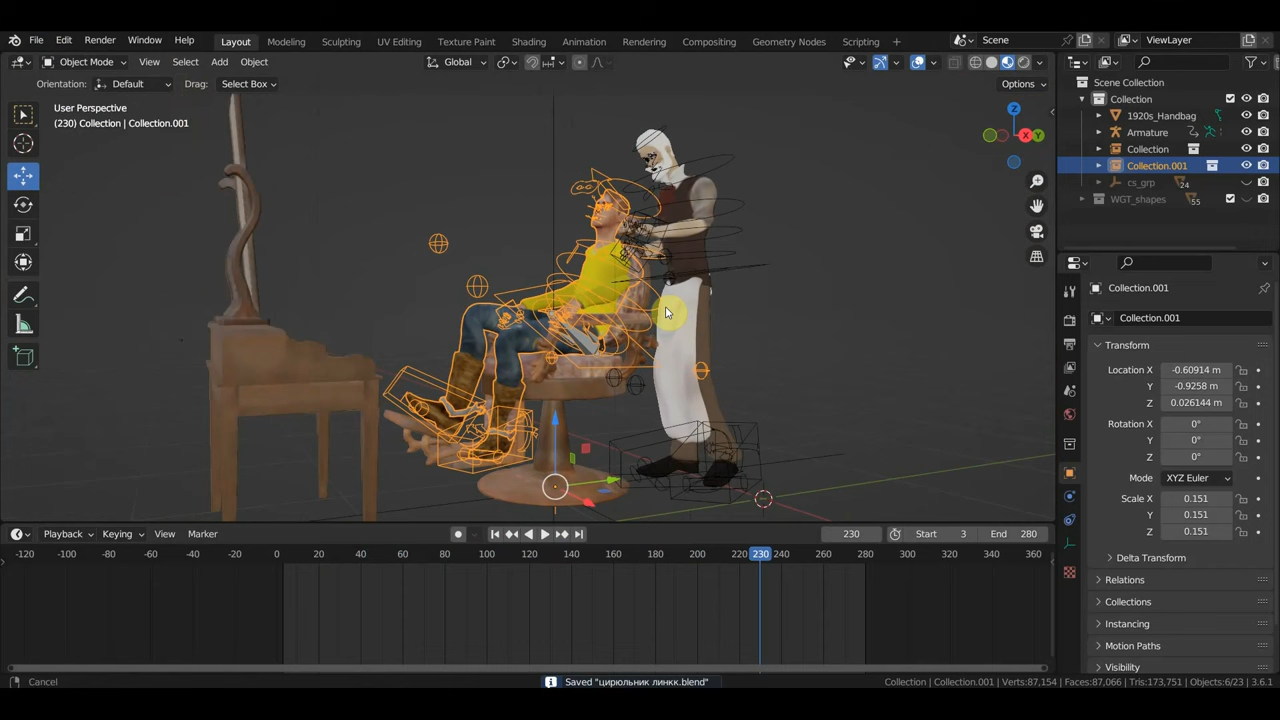 File Edit Render Window Help Layout Modeling Sculpting UV Editing Texture Paint Shading Animation Rendering Compositing Geometry Nodes Scripting + Scene ViewLayer
Object Mode View Select Add Object Global Options
Orientation: Default Drag: Select Box
User Perspective
(230) Collection | Collection.001
Z
X
Y
Scene Collection
Collection
1920s_Handbag
Armature
Collection
Collection.001
cs_grp 24
WGT_shapes 55
Collection.001
Collection.001
Transform
Location X -0.60914 m
Y -0.9258 m
Z 0.026144 m
Rotation X 0°
Y 0°
Z 0°
Mode XYZ Euler
Scale X 0.151
Y 0.151
Z 0.151
Delta Transform
Relations
Collections
Instancing
Motion Paths
Visibility
Playback Keying View Marker 230 Start 3 End 280
-120 -100 -80 -60 -40 -20 0 20 40 60 80 100 120 140 160 180 200 220 230 240 260 280 300 320 340 360
Cancel Saved "цирюльник линкк.blend" Collection | Collection.001 | Verts:87,154 | Faces:87,066 | Tris:173,751 | Objects:6/23 | 3.6.1